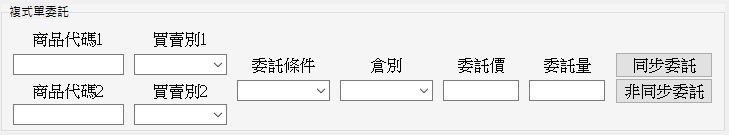 複式單委託
商品代碼1
買賣別1
商品代碼2
買賣別2
委託條件
倉別
委託價
委託量
同步委託
非同步委託